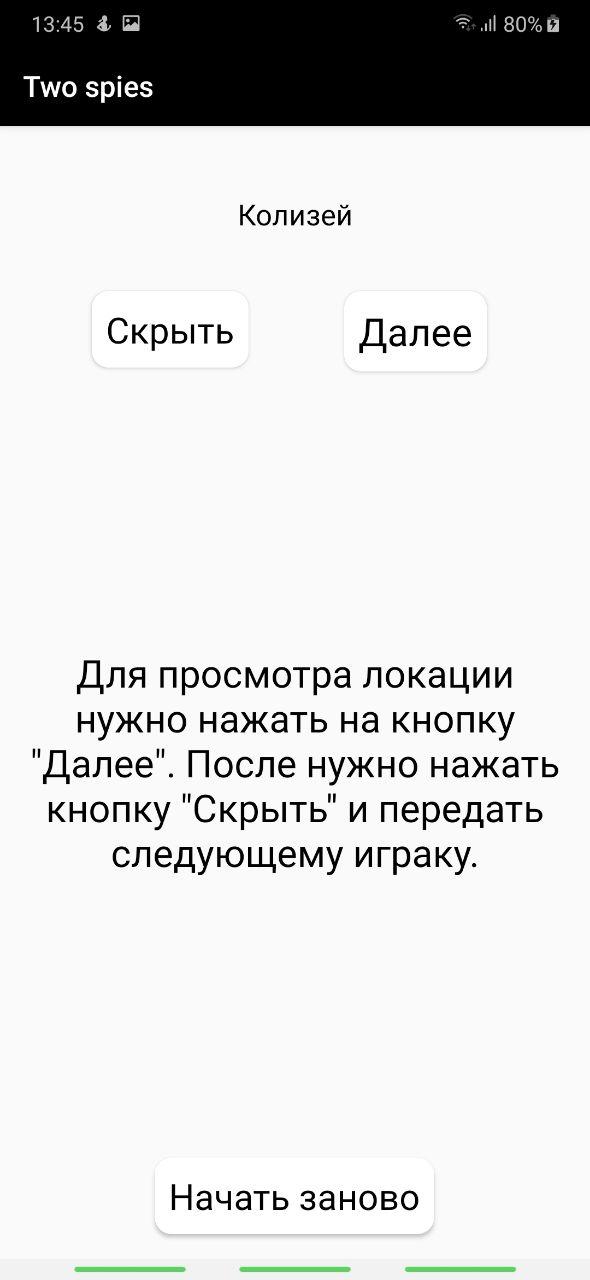 13:45
80%
Two spies
Колизей
Скрыть
Далее
Для просмотра локации
нужно нажать на кнопку
"Далее". После нужно нажать
кнопку "Скрыть" и передать
следующему играку.
Начать заново